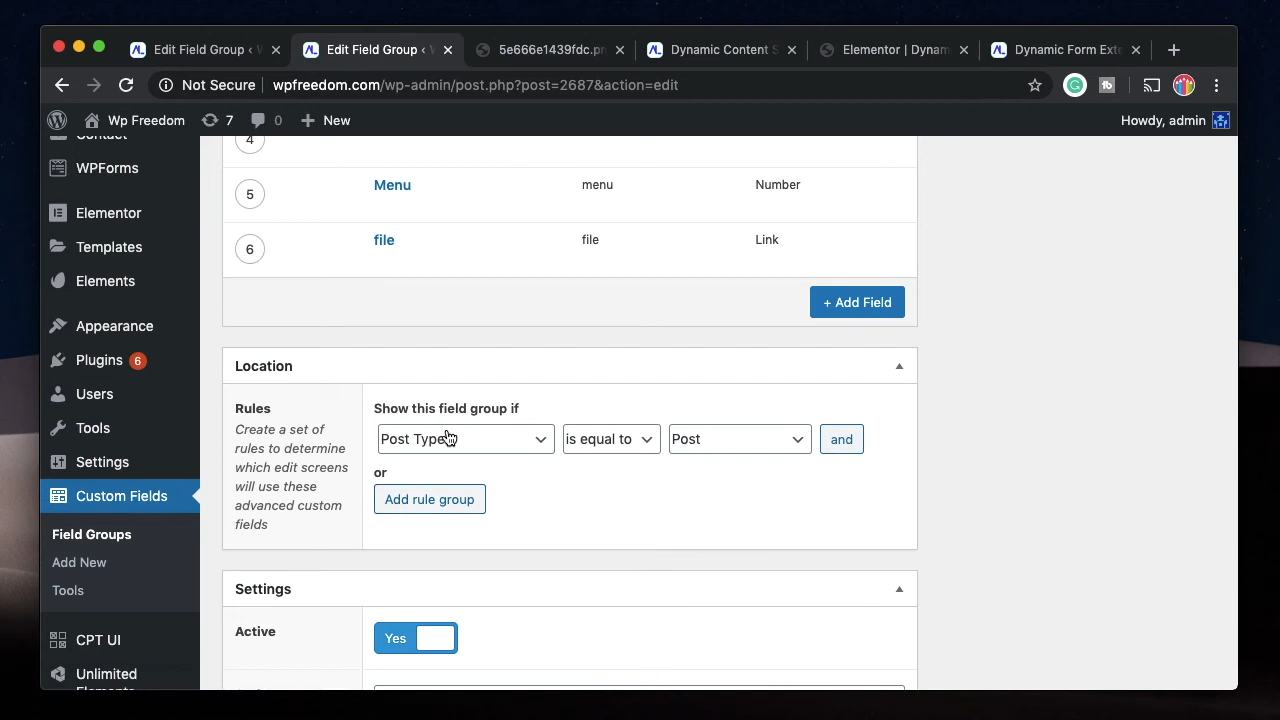 Edit Field Group ‹ W
Edit Field Group ‹ W
5e666e1439fdc.pn
Dynamic Content S
Elementor | Dynam
Dynamic Form Exte
Not Secure
wpfreedom.com/wp-admin/post.php?post=2687&action=edit
Wp Freedom
7
0
New
Howdy, admin
Contact
WPForms
Elementor
Templates
Elements
Appearance
Plugins 6
Users
Tools
Settings
Custom Fields
Field Groups
Add New
Tools
CPT UI
Unlimited
Elements
4
5
Menu
menu
Number
6
file
file
Link
+ Add Field
Location
Rules
Create a set of
rules to determine
which edit screens
will use these
advanced custom
fields
Show this field group if
Post Type
is equal to
Post
and
or
Add rule group
Settings
Active
Yes